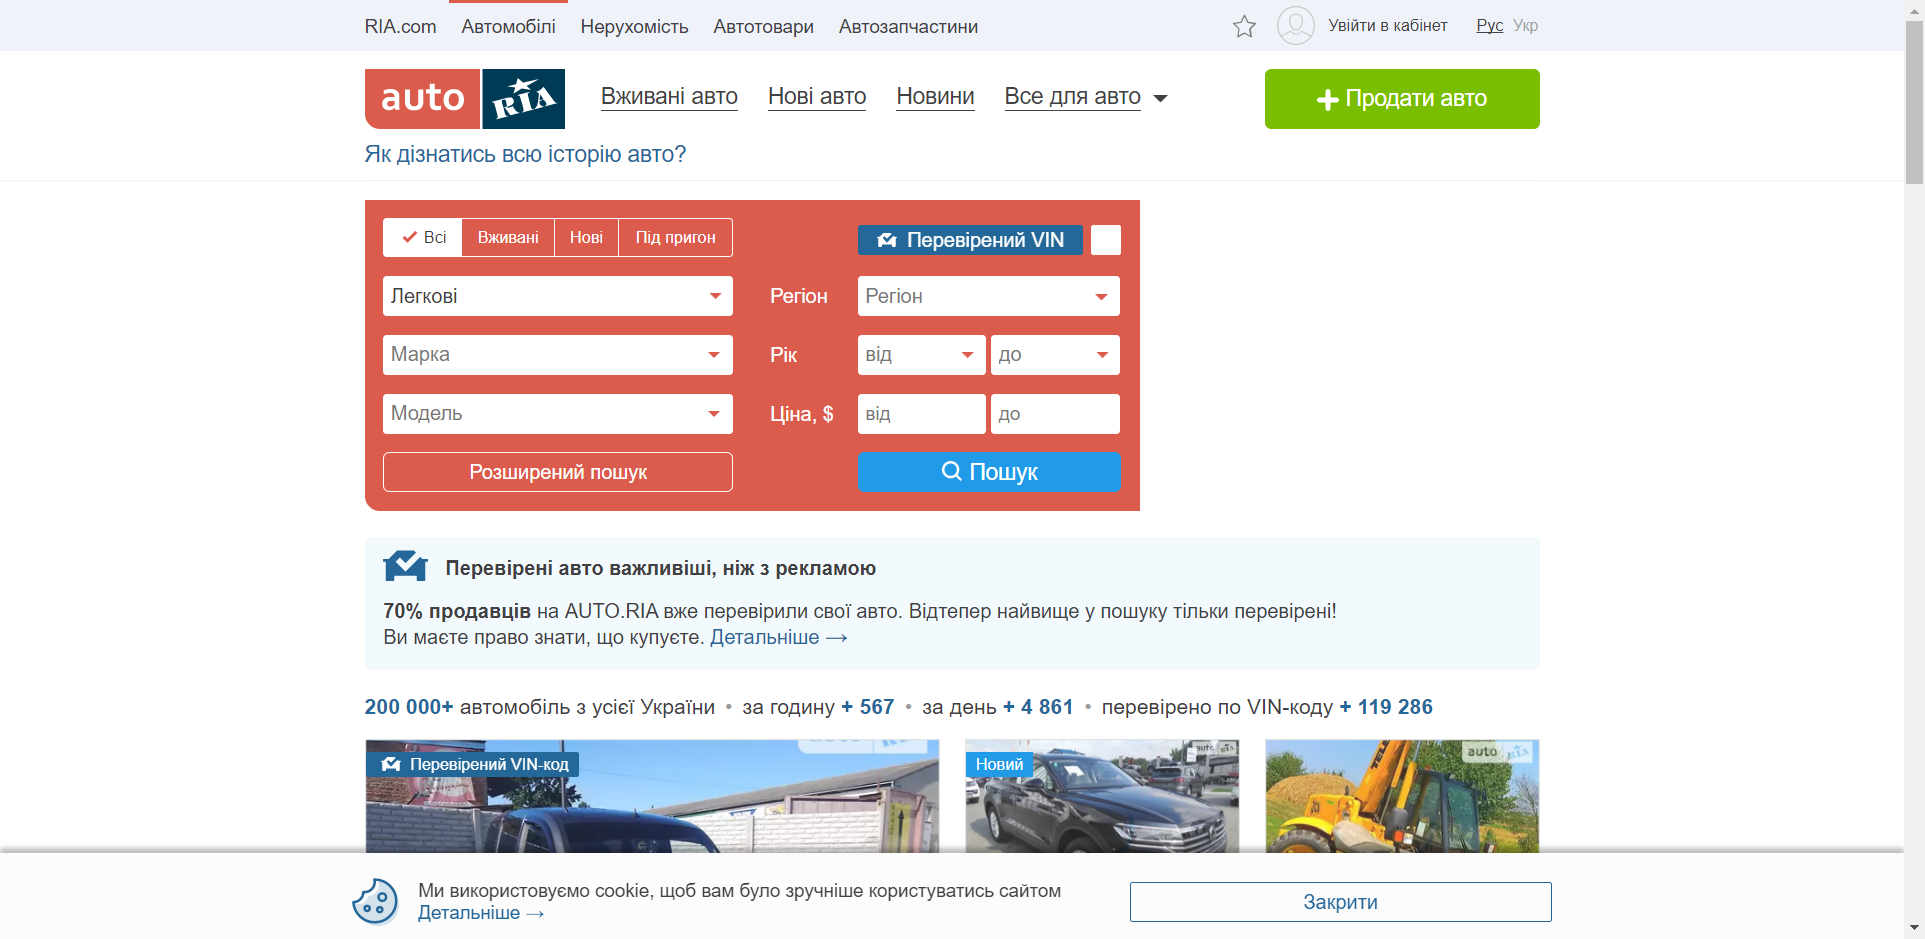 RIA.com Автомобілі Нерухомість Автотовари Автозапчастини Увійти в кабінет Рус Укр
auto RIA Вживані авто Нові авто Новини Все для авто Продати авто
Як дізнатись всю історію авто?
Всі Вживані Нові Під пригон Перевірений VIN
Легкові Регіон Регіон
Марка Рік від до
Модель Ціна, $ від до
Розширений пошук Пошук
Перевірені авто важливіші, ніж з рекламою
70% продавців на AUTO.RIA вже перевірили свої авто. Відтепер найвище у пошуку тільки перевірені!
Ви маєте право знати, що купуєте. Детальніше →
200 000+ автомобіль з усієї України • за годину + 567 • за день + 4 861 • перевірено по VIN-коду + 119 286
Перевірений VIN-код Новий auto RIA auto RIA
Ми використовуємо cookie, щоб вам було зручніше користуватись сайтом
Детальніше →
Закрити